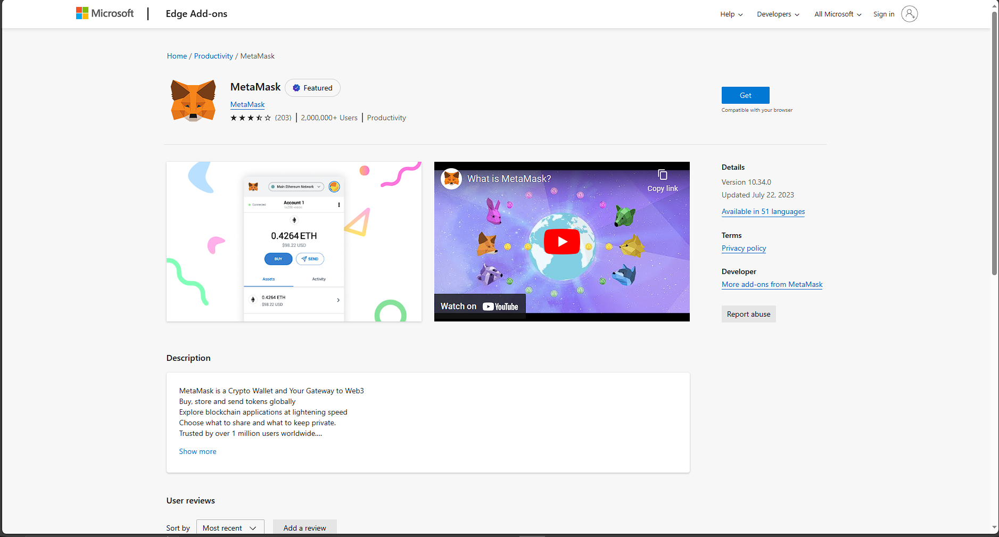 Microsoft
Edge Add-ons
Help
Developers
All Microsoft
Sign in
Home / Productivity / MetaMask
MetaMask
Featured
MetaMask
(203)
2,000,000+ Users
Productivity
Get
Compatible with your browser
Main Ethereum Network
Connected
Account 1
0.4264 ETH
$98.22 USD
BUY
SEND
Assets
Activity
0.4264 ETH
$98.22 USD
What is MetaMask?
Copy link
Watch on YouTube
Details
Version 10.34.0
Updated July 22, 2023
Available in 51 languages
Terms
Privacy policy
Developer
More add-ons from MetaMask
Report abuse
Description
MetaMask is a Crypto Wallet and Your Gateway to Web3
Buy, store and send tokens globally
Explore blockchain applications at lightening speed
Choose what to share and what to keep private.
Trusted by over 1 million users worldwide....
Show more
User reviews
Sort by
Most recent
Add a review